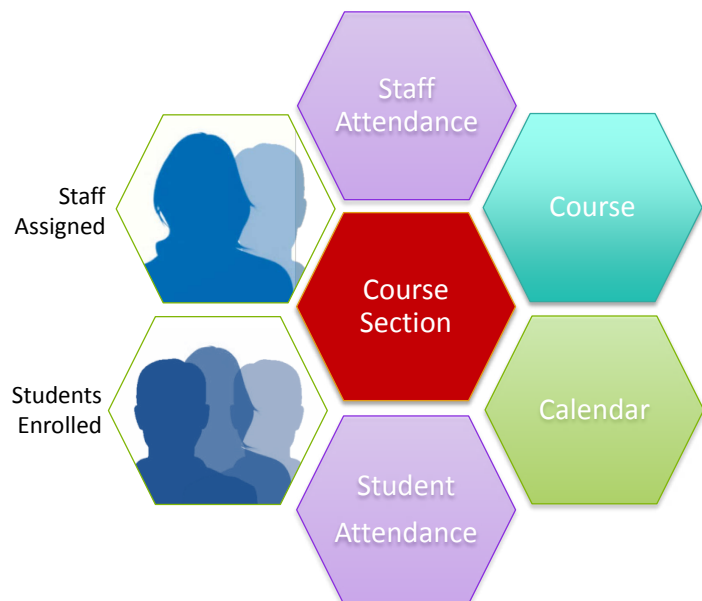 Staff
Attendance
Staff
Assigned
Course
Course
Section
Students
Enrolled
Calendar
Student
Attendance